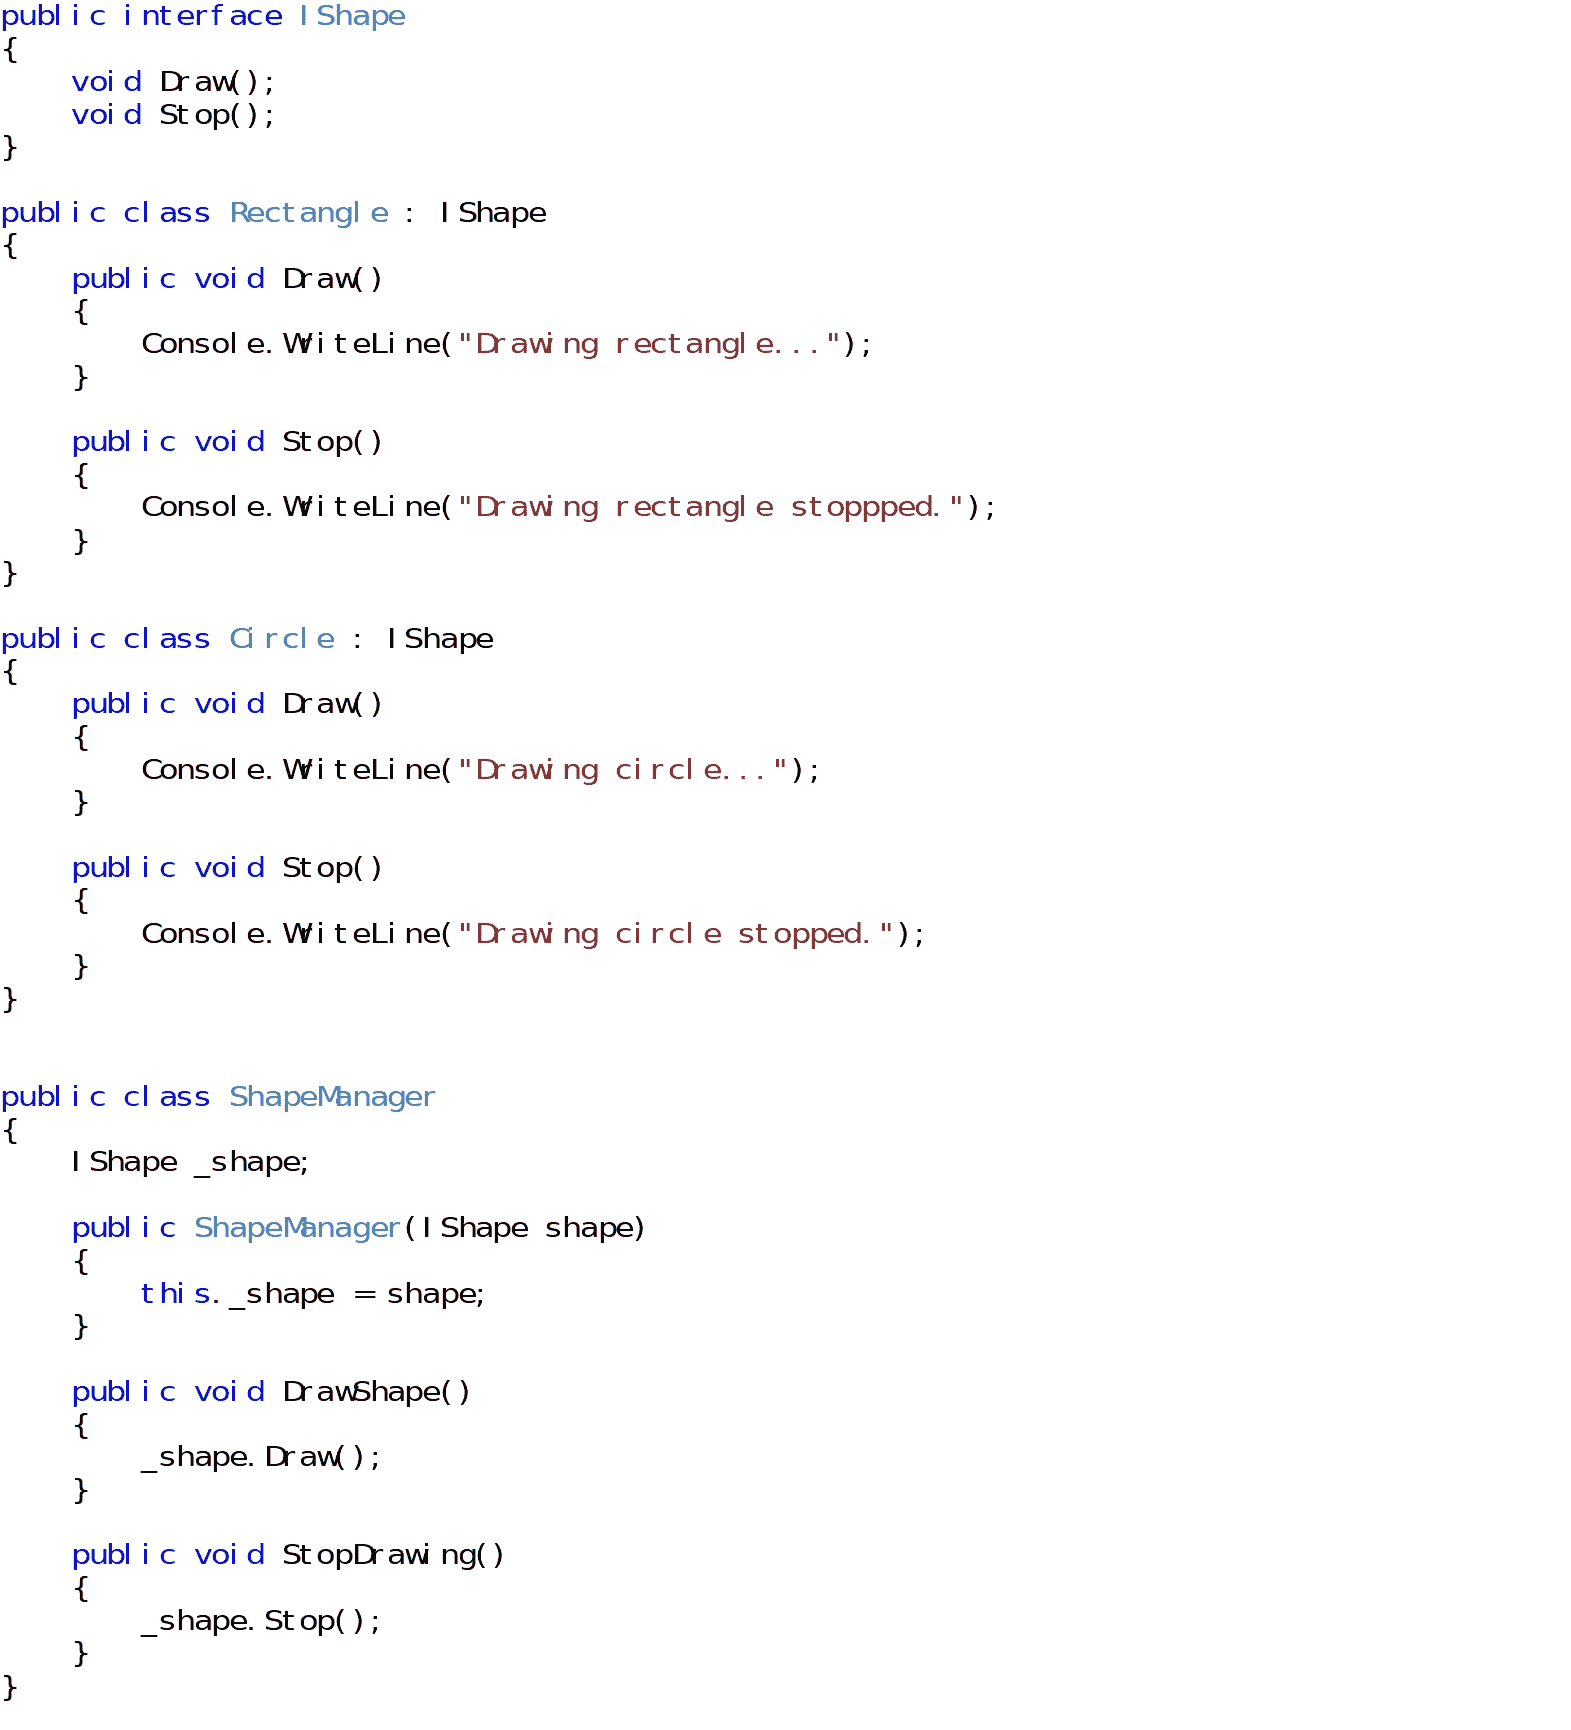 public interface IShape
{
    void Draw();
    void Stop();
}

public class Rectangle : IShape
{
    public void Draw()
    {
        Console.WriteLine("Drawing rectangle...");
    }

    public void Stop()
    {
        Console.WriteLine("Drawing rectangle stoppped.");
    }
}

public class Circle : IShape
{
    public void Draw()
    {
        Console.WriteLine("Drawing circle...");
    }

    public void Stop()
    {
        Console.WriteLine("Drawing circle stopped.");
    }
}


public class ShapeManager
{
    IShape _shape;

    public ShapeManager(IShape shape)
    {
        this._shape = shape;
    }

    public void DrawShape()
    {
        _shape.Draw();
    }

    public void StopDrawing()
    {
        _shape.Stop();
    }
}